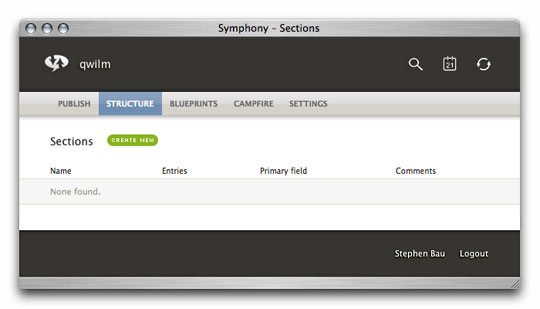 Symphony – Sections
qwilm
21
PUBLISH STRUCTURE BLUEPRINTS CAMPFIRE SETTINGS
Sections CREATE NEW
Name Entries Primary field Comments
None found.
Stephen Bau Logout